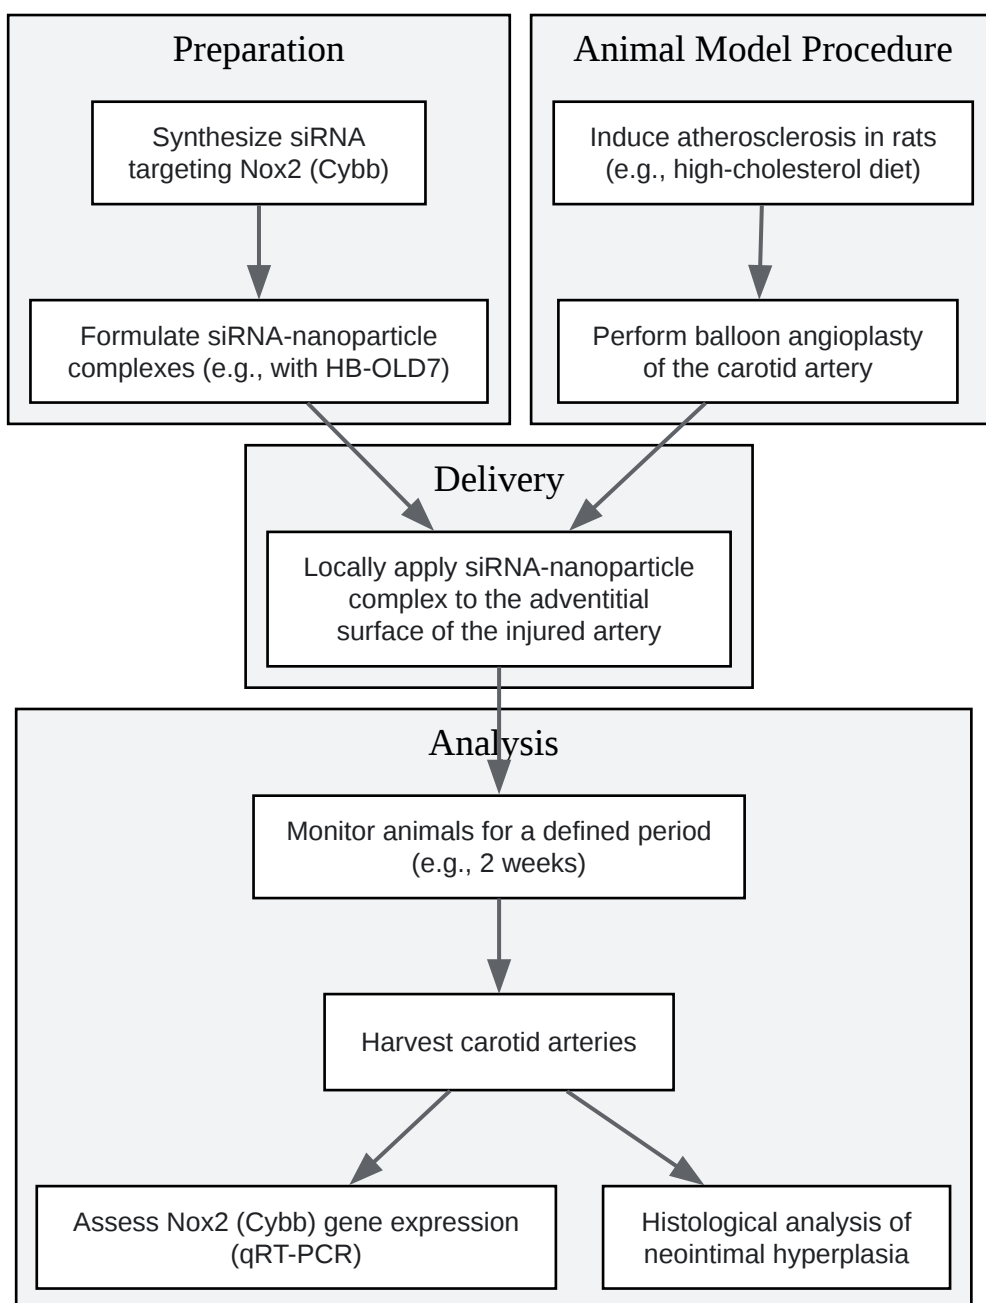 Preparation
Synthesize siRNA
targeting Nox2 (Cybb)
Formulate siRNA-nanoparticle
complexes (e.g., with HB-OLD7)
Animal Model Procedure
Induce atherosclerosis in rats
(e.g., high-cholesterol diet)
Perform balloon angioplasty
of the carotid artery
Delivery
Locally apply siRNA-nanoparticle
complex to the adventitial
surface of the injured artery
Analysis
Monitor animals for a defined period
(e.g., 2 weeks)
Harvest carotid arteries
Assess Nox2 (Cybb) gene expression
(qRT-PCR)
Histological analysis of
neointimal hyperplasia